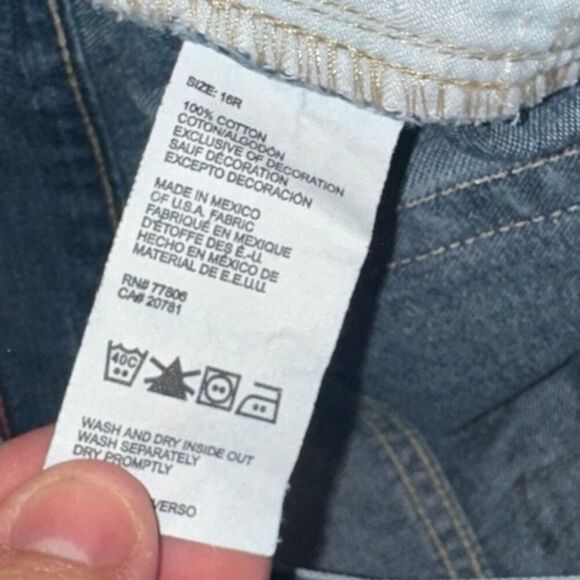 SIZE: 16R
100% COTTON
COTON/ALGODÓN
EXCLUSIVE OF DECORATION
SAUF DÉCORATION
EXCEPTO DECORACIÓN
MADE IN MEXICO
OF U.S.A. FABRIC
FABRIQUÉ EN MEXIQUE
D'ÉTOFFE DES É.-U.
HECHO EN MÉXICO DE
MATERIAL DE E.E.U.U.
RN# 77806
CA# 20781
40C
WASH AND DRY INSIDE OUT
WASH SEPARATELY
DRY PROMPTLY